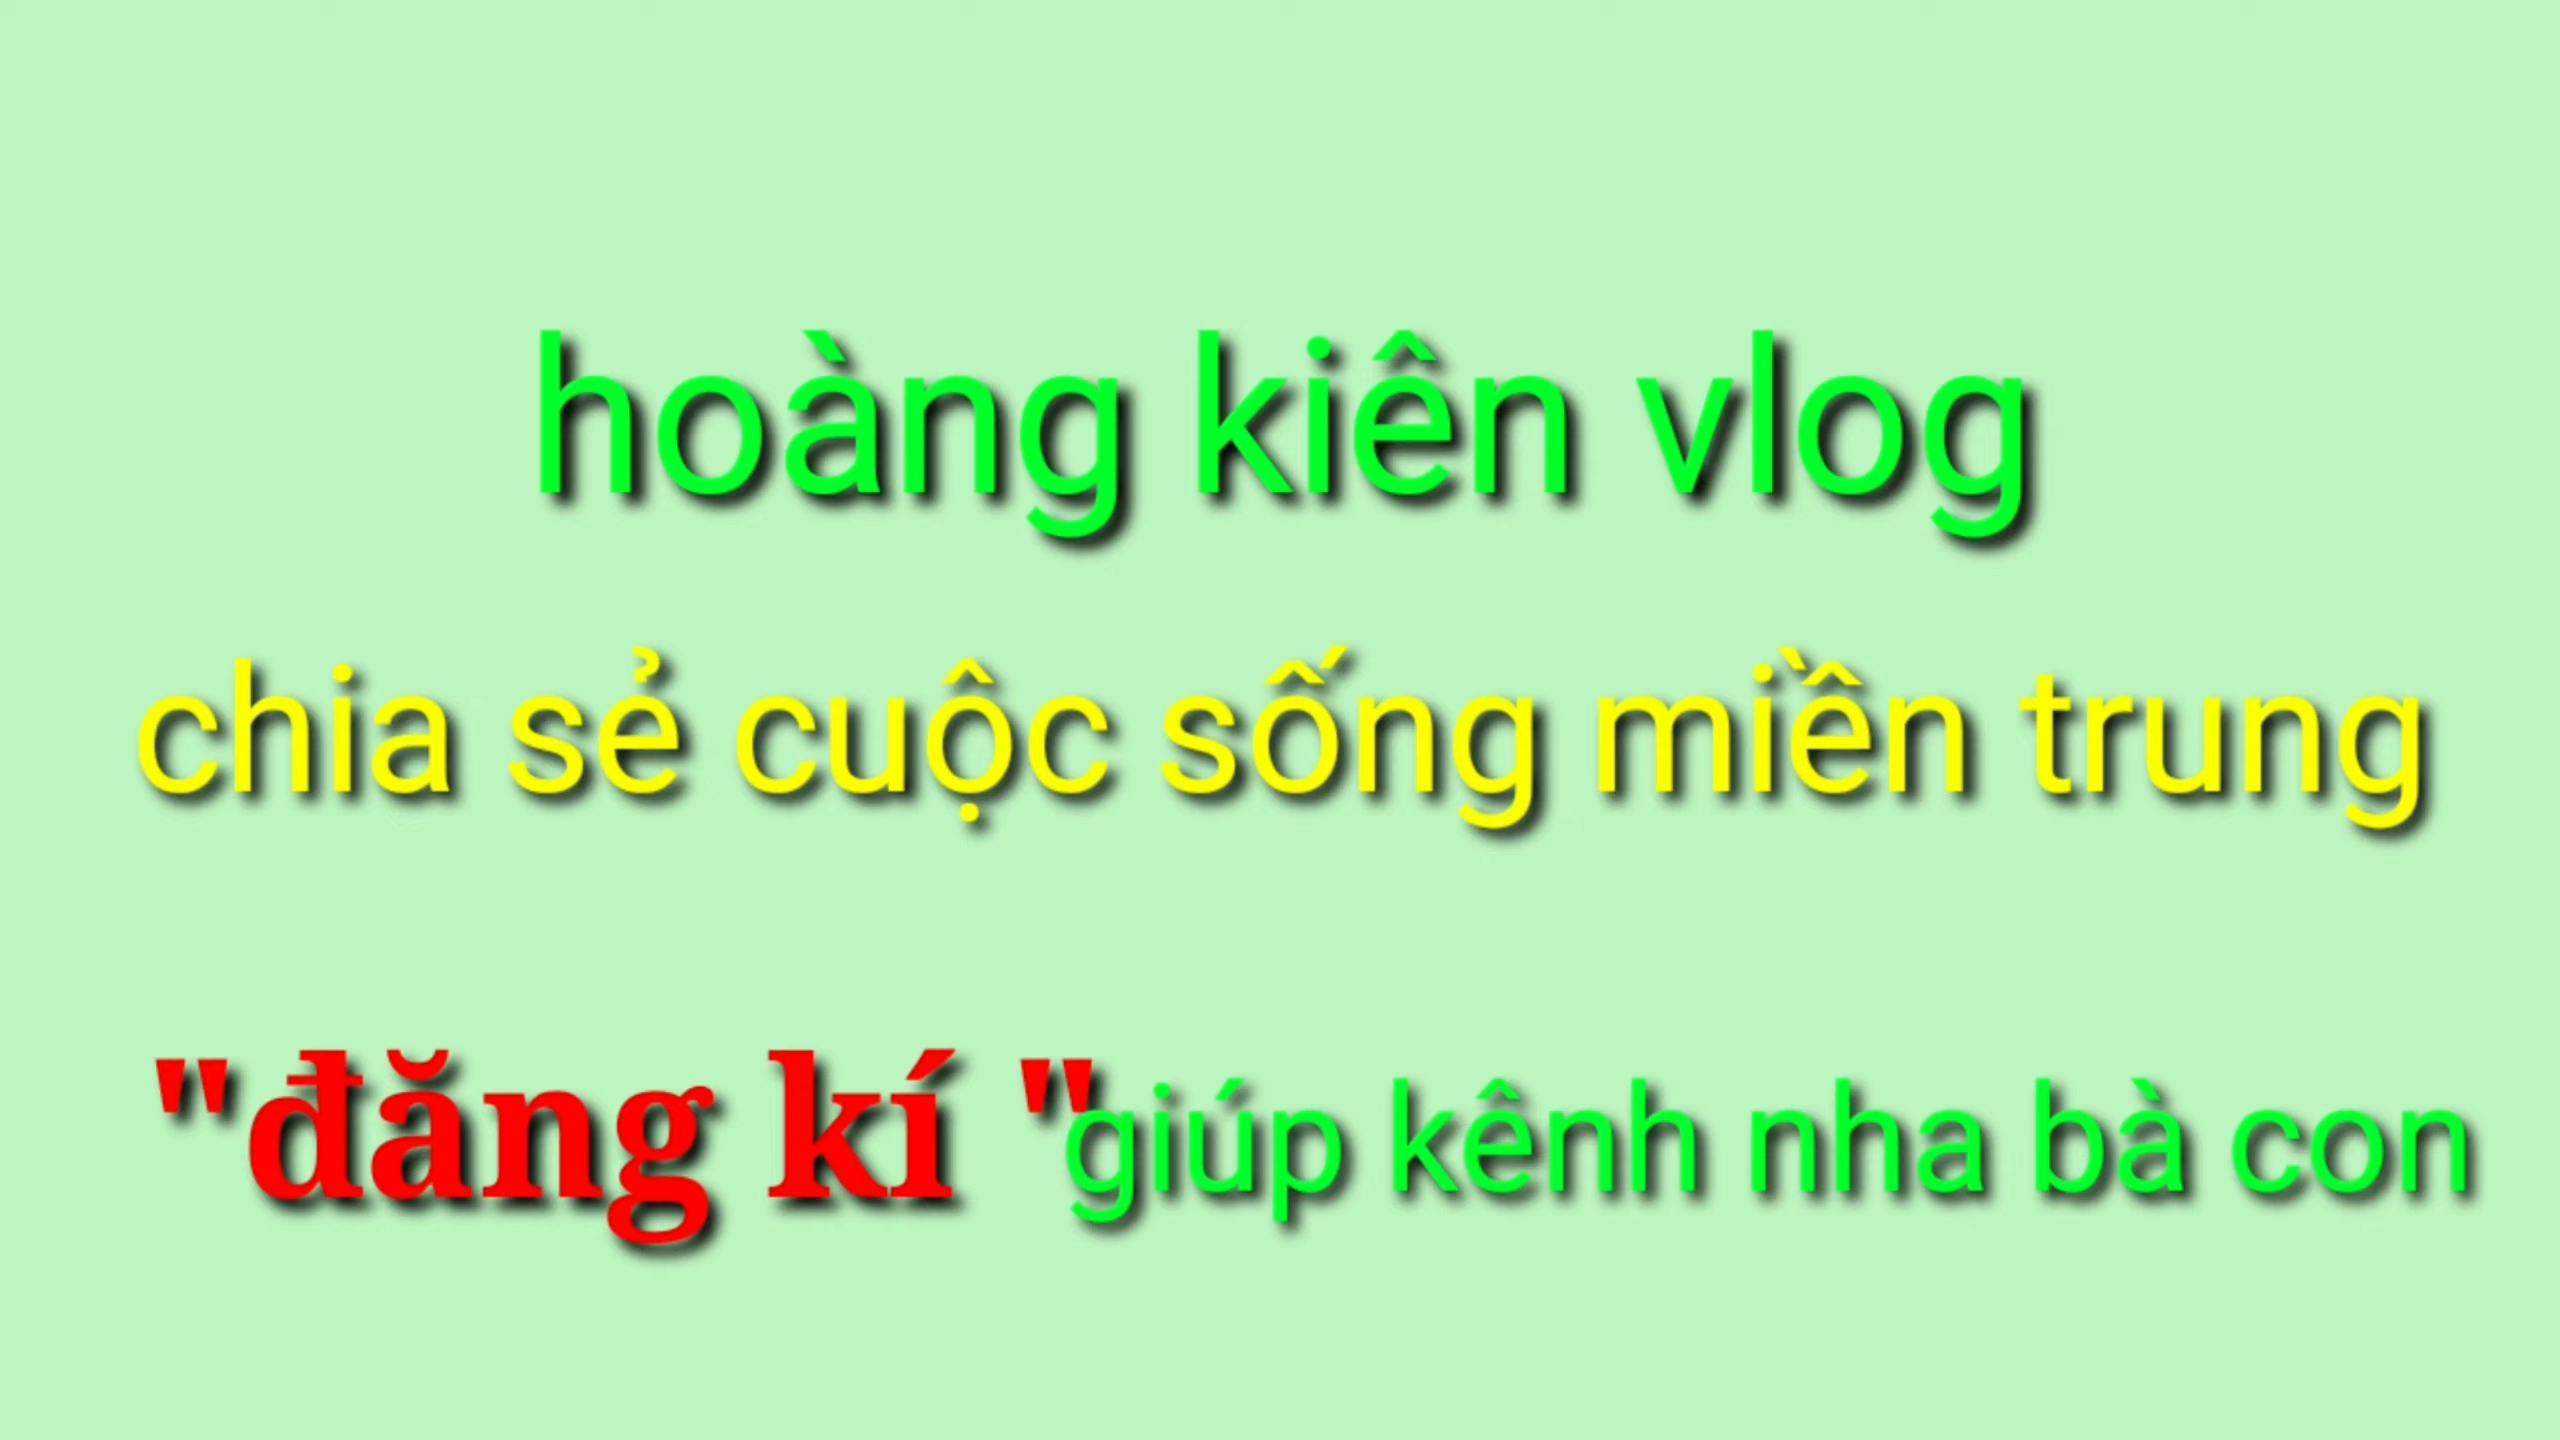 hoàng kiên vlog
chia sẻ cuộc sống miền trung
"đăng kí "giúp kênh nha bà con